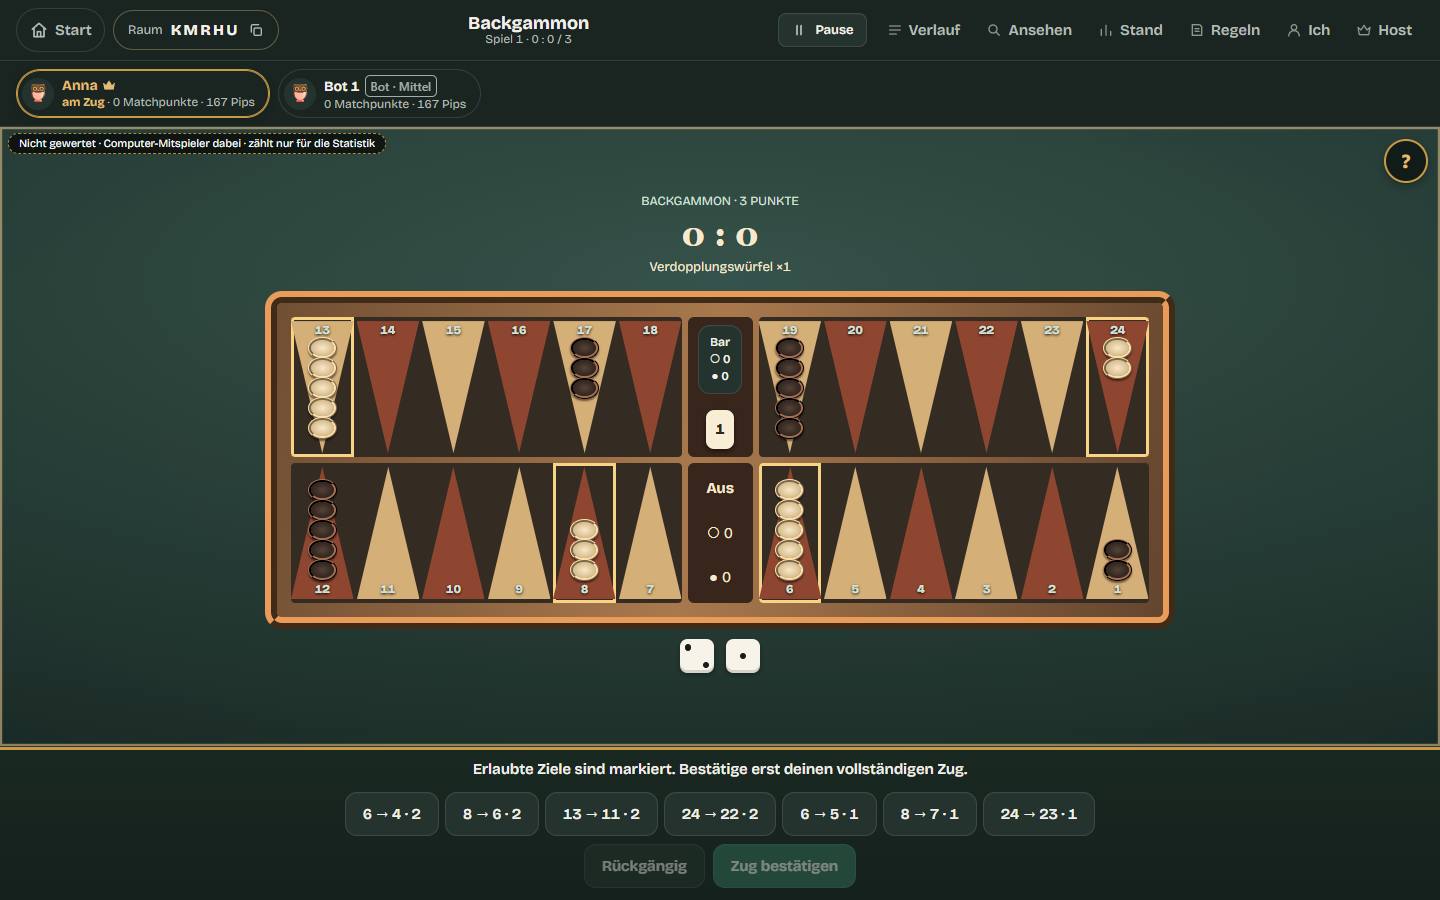 Start
Raum KMRHU
Backgammon
Spiel 1 · 0 : 0 / 3
Pause
Verlauf
Ansehen
Stand
Regeln
Ich
Host
Anna
am Zug · 0 Matchpunkte · 167 Pips
Bot 1 Bot · Mittel
0 Matchpunkte · 167 Pips
Nicht gewertet · Computer-Mitspieler dabei · zählt nur für die Statistik
?
BACKGAMMON · 3 PUNKTE
0 : 0
Verdopplungswürfel ×1
13 14 15 16 17 18
Bar
0
0
1
19 20 21 22 23 24
12 11 10 9 8 7
Aus
0
0
6 5 4 3 2 1
Erlaubte Ziele sind markiert. Bestätige erst deinen vollständigen Zug.
6 → 4 · 2
8 → 6 · 2
13 → 11 · 2
24 → 22 · 2
6 → 5 · 1
8 → 7 · 1
24 → 23 · 1
Rückgängig
Zug bestätigen